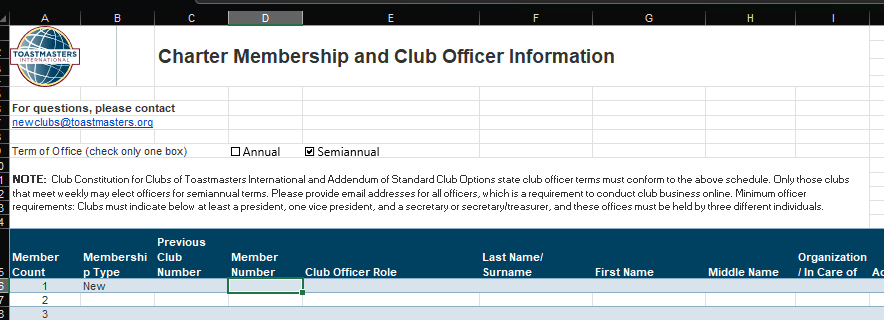 A B C D E F G H I
TOASTMASTERS
INTERNATIONAL
Charter Membership and Club Officer Information
For questions, please contact
newclubs@toastmasters.org
Term of Office (check only one box) Annual Semiannual
NOTE: Club Constitution for Clubs of Toastmasters International and Addendum of Standard Club Options state club officer terms must conform to the above schedule. Only those clubs
that meet weekly may elect officers for semiannual terms. Please provide email addresses for all officers, which is a requirement to conduct club business online. Minimum officer
requirements: Clubs must indicate below at least a president, one vice president, and a secretary or secretary/treasurer, and these offices must be held by three different individuals.
Previous
Member Membershi Club Member Last Name/ Organization
Count p Type Number Number Club Officer Role Surname First Name Middle Name / In Care of
1 New
2
3